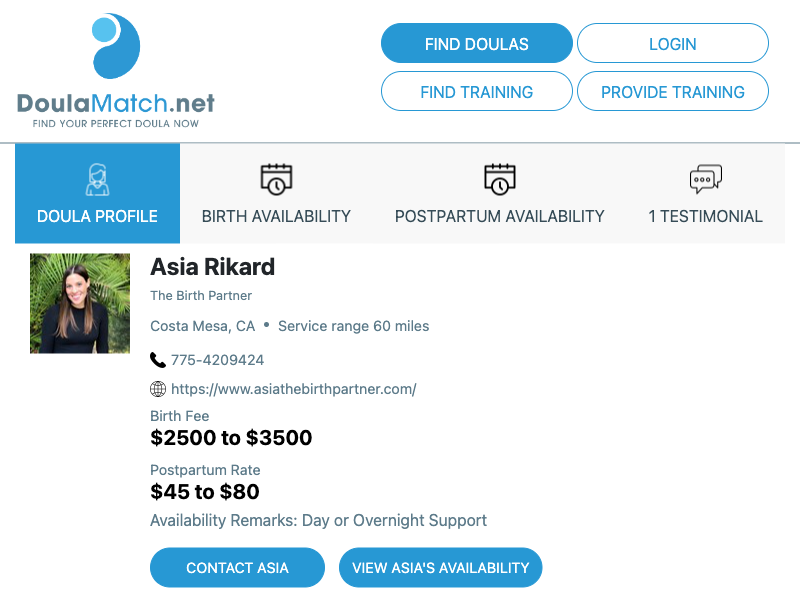 DoulaMatch.net
FIND YOUR PERFECT DOULA NOW
FIND DOULAS
LOGIN
FIND TRAINING
PROVIDE TRAINING
DOULA PROFILE
BIRTH AVAILABILITY
POSTPARTUM AVAILABILITY
1 TESTIMONIAL
Asia Rikard
The Birth Partner
Costa Mesa, CA • Service range 60 miles
775-4209424
https://www.asiathebirthpartner.com/
Birth Fee
$2500 to $3500
Postpartum Rate
$45 to $80
Availability Remarks: Day or Overnight Support
CONTACT ASIA
VIEW ASIA'S AVAILABILITY